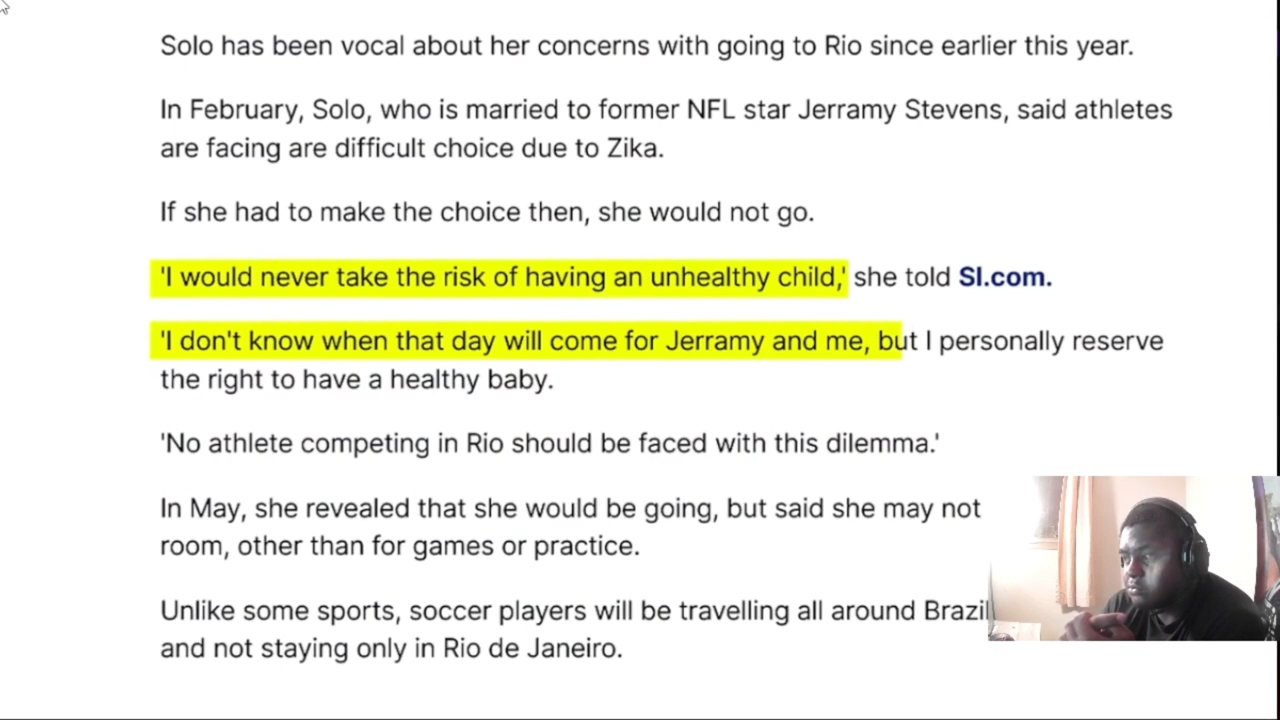 Solo has been vocal about her concerns with going to Rio since earlier this year.
In February, Solo, who is married to former NFL star Jerramy Stevens, said athletes
are facing are difficult choice due to Zika.
If she had to make the choice then, she would not go.
'I would never take the risk of having an unhealthy child,' she told SI.com.
'I don't know when that day will come for Jerramy and me, but I personally reserve
the right to have a healthy baby.
'No athlete competing in Rio should be faced with this dilemma.'
In May, she revealed that she would be going, but said she may not
room, other than for games or practice.
Unlike some sports, soccer players will be travelling all around Brazil
and not staying only in Rio de Janeiro.